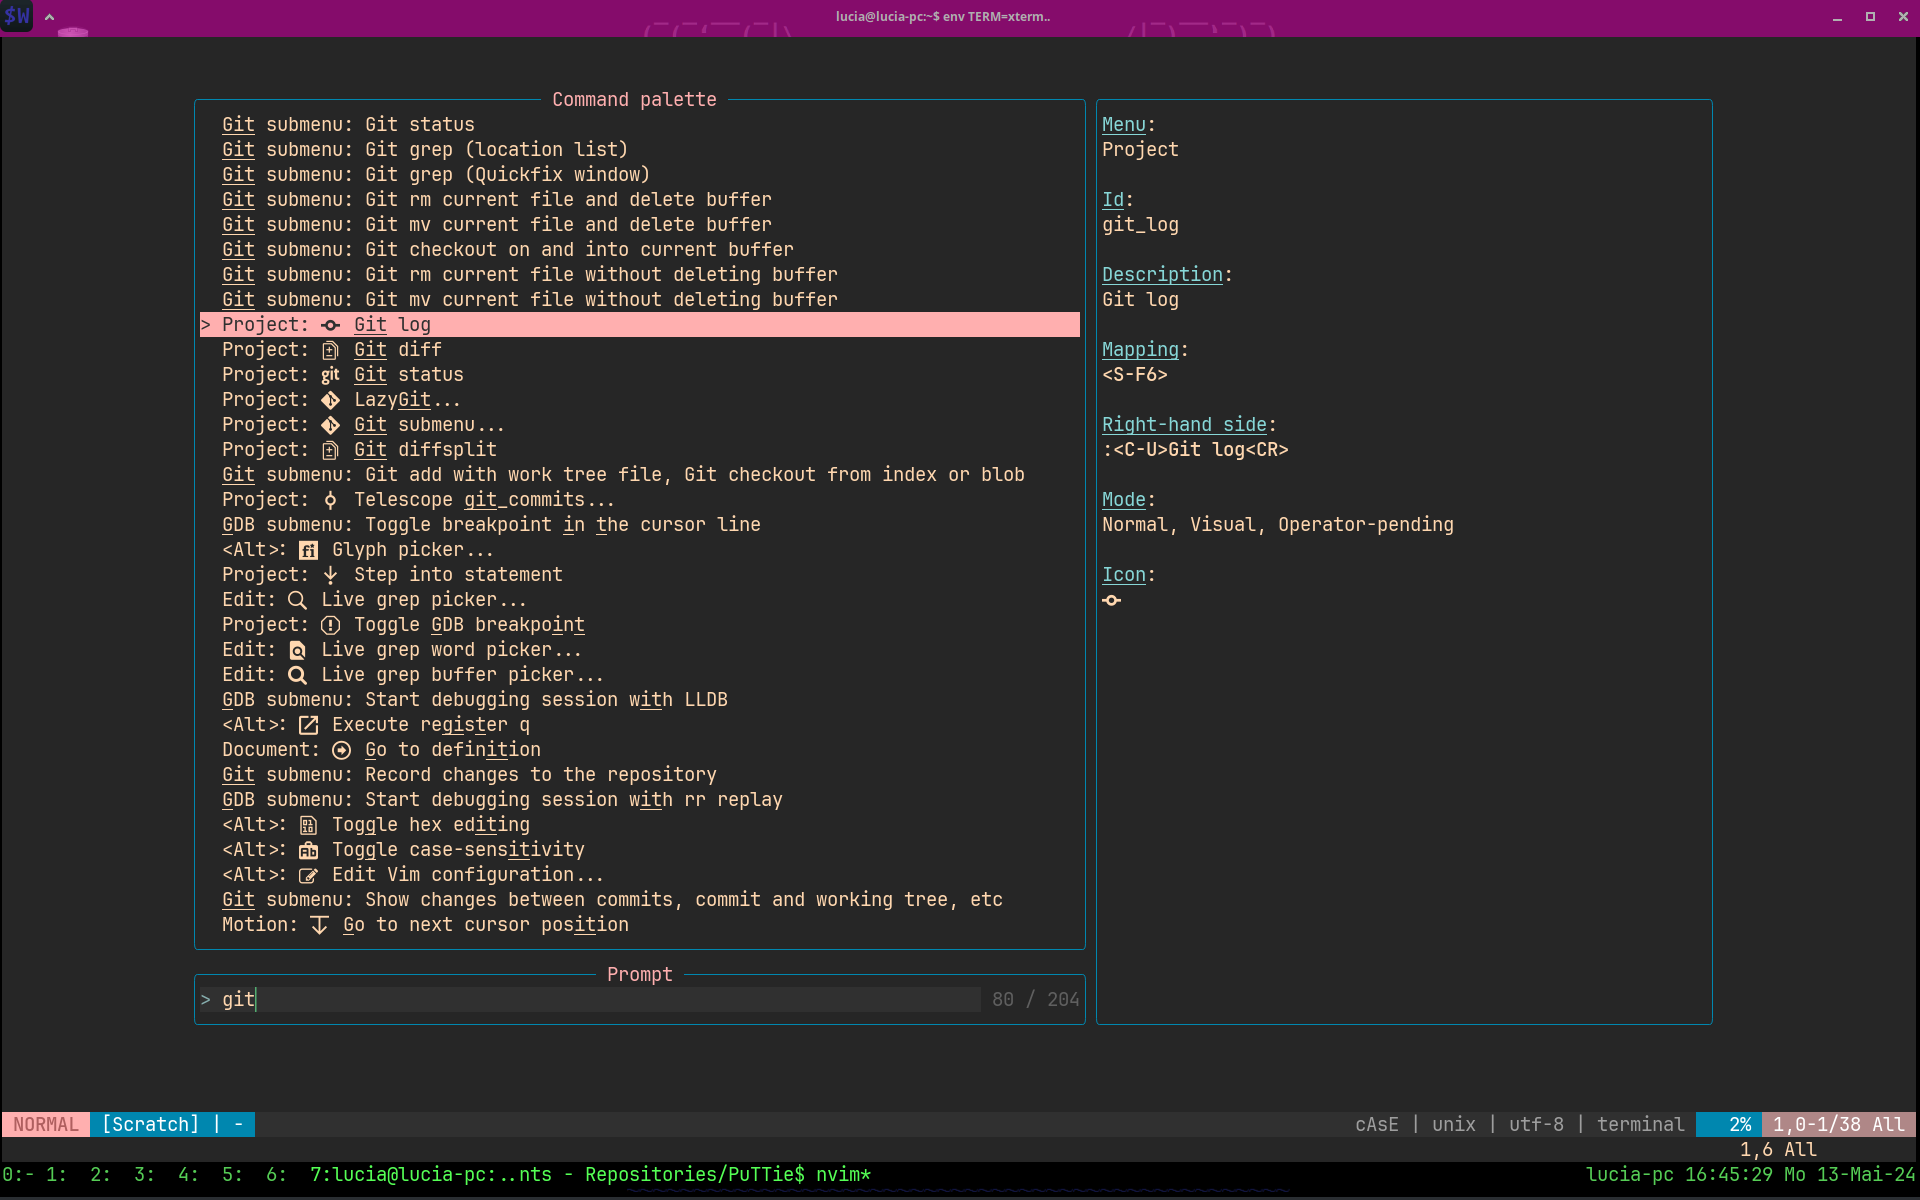 $W
lucia@lucia-pc:~$ env TERM=xterm..
Command palette
Git submenu: Git status
Git submenu: Git grep (location list)
Git submenu: Git grep (Quickfix window)
Git submenu: Git rm current file and delete buffer
Git submenu: Git mv current file and delete buffer
Git submenu: Git checkout on and into current buffer
Git submenu: Git rm current file without deleting buffer
Git submenu: Git mv current file without deleting buffer
> Project: Git log
Project: Git diff
Project: git Git status
Project: LazyGit...
Project: Git submenu...
Project: Git diffsplit
Git submenu: Git add with work tree file, Git checkout from index or blob
Project: Telescope git_commits...
GDB submenu: Toggle breakpoint in the cursor line
<Alt>: fi Glyph picker...
Project: Step into statement
Edit: Live grep picker...
Project: Toggle GDB breakpoint
Edit: Live grep word picker...
Edit: Live grep buffer picker...
GDB submenu: Start debugging session with LLDB
<Alt>: Execute register q
Document: Go to definition
Git submenu: Record changes to the repository
GDB submenu: Start debugging session with rr replay
<Alt>: Toggle hex editing
<Alt>: Ab Toggle case-sensitivity
<Alt>: Edit Vim configuration...
Git submenu: Show changes between commits, commit and working tree, etc
Motion: Go to next cursor position
Prompt
> git 80 / 204
Menu:
Project
Id:
git_log
Description:
Git log
Mapping:
<S-F6>
Right-hand side:
:<C-U>Git log<CR>
Mode:
Normal, Visual, Operator-pending
Icon:
NORMAL [Scratch] | - cAsE | unix | utf-8 | terminal 2% 1,0-1/38 All
1,6 All
0:- 1: 2: 3: 4: 5: 6: 7:lucia@lucia-pc:..nts - Repositories/PuTTie$ nvim* lucia-pc 16:45:29 Mo 13-Mai-24